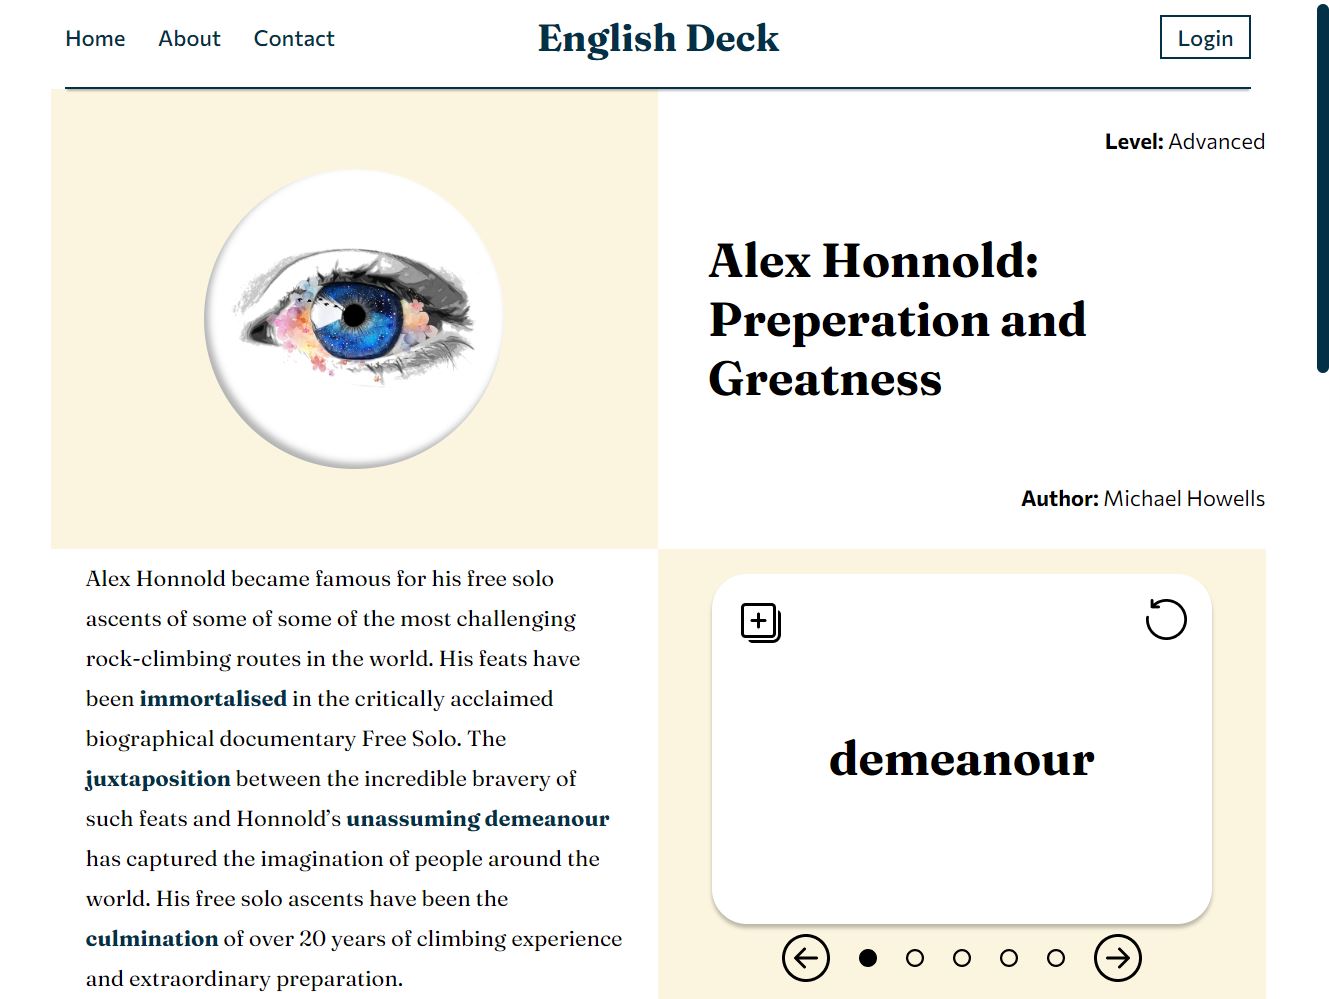 Home About Contact English Deck Login
Level: Advanced
Alex Honnold:
Preperation and
Greatness
Author: Michael Howells
Alex Honnold became famous for his free solo
ascents of some of some of the most challenging
rock-climbing routes in the world. His feats have
been immortalised in the critically acclaimed
biographical documentary Free Solo. The
juxtaposition between the incredible bravery of
such feats and Honnold’s unassuming demeanour
has captured the imagination of people around the
world. His free solo ascents have been the
culmination of over 20 years of climbing experience
and extraordinary preparation.
demeanour